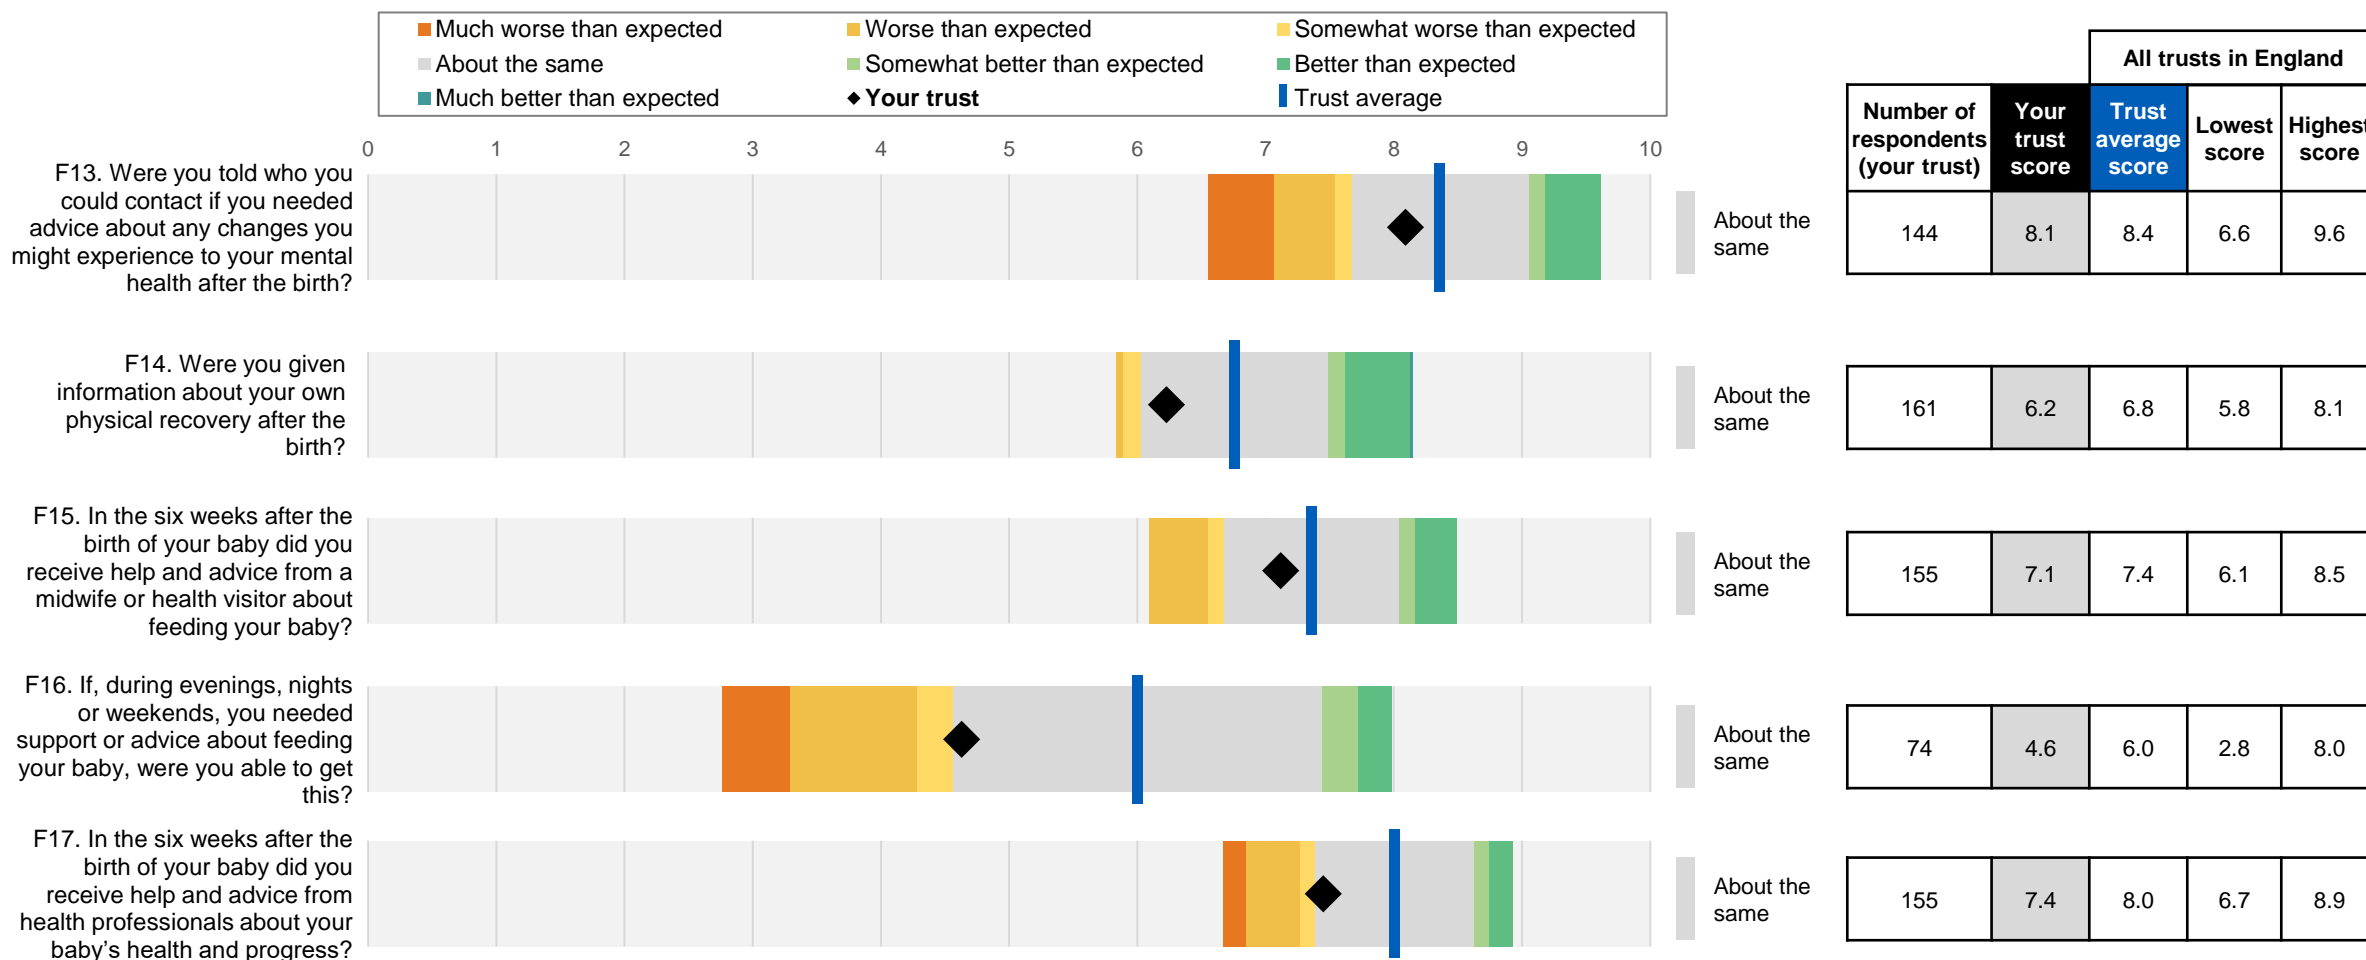 Much worse than expected
Worse than expected
Somewhat worse than expected
About the same
Somewhat better than expected
Better than expected
Much better than expected
Your trust
Trust average
All trusts in England
Number of
respondents
(your trust)
Your
trust
score
Trust
average
score
Lowest
score
Highest
score
0 1 2 3 4 5 6 7 8 9 10
F13. Were you told who you
could contact if you needed
advice about any changes you
might experience to your mental
health after the birth?
About the
same
144 8.1 8.4 6.6 9.6
F14. Were you given
information about your own
physical recovery after the
birth?
About the
same
161 6.2 6.8 5.8 8.1
F15. In the six weeks after the
birth of your baby did you
receive help and advice from a
midwife or health visitor about
feeding your baby?
About the
same
155 7.1 7.4 6.1 8.5
F16. If, during evenings, nights
or weekends, you needed
support or advice about feeding
your baby, were you able to get
this?
About the
same
74 4.6 6.0 2.8 8.0
F17. In the six weeks after the
birth of your baby did you
receive help and advice from
health professionals about your
baby's health and progress?
About the
same
155 7.4 8.0 6.7 8.9